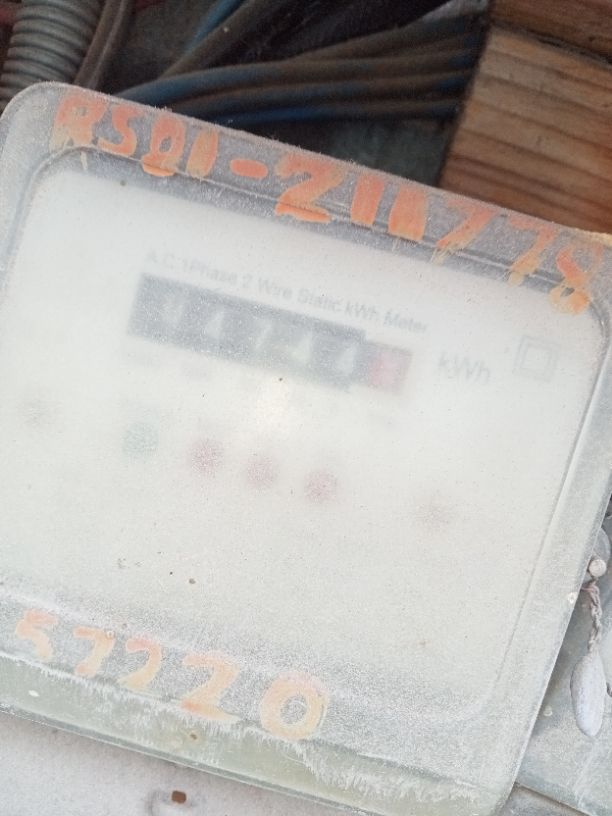 RS01-211778
A.C.1Phase 2 Wire Static kWh Meter
kWh
57220